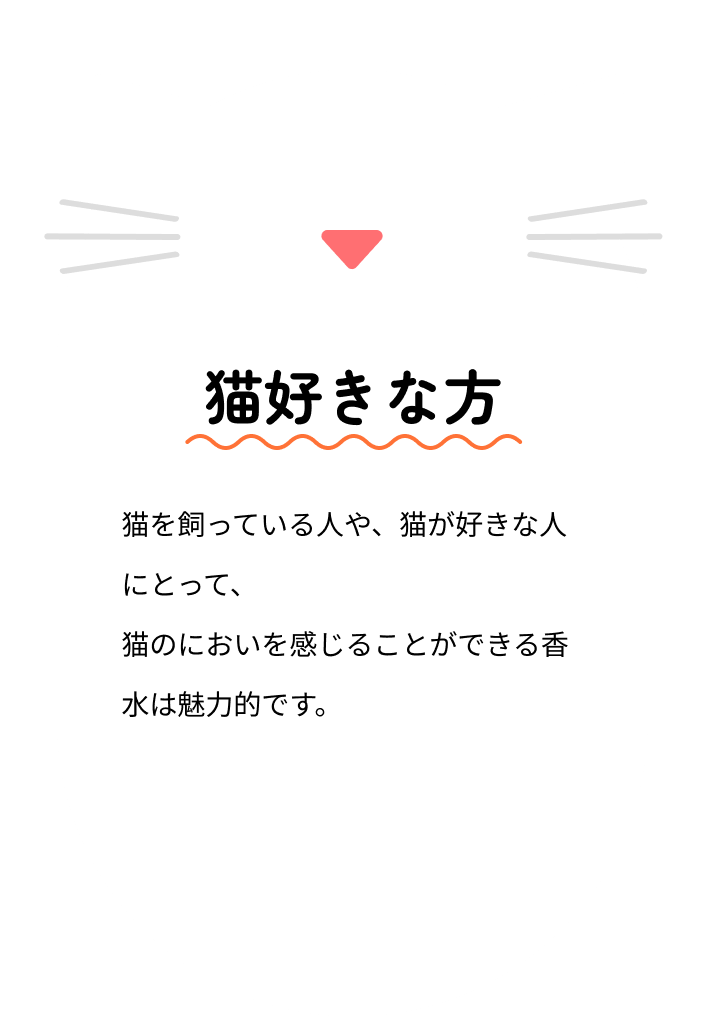 猫好きな方
猫を飼っている人や、猫が好きな人
にとって、
猫のにおいを感じることができる香
水は魅力的です。